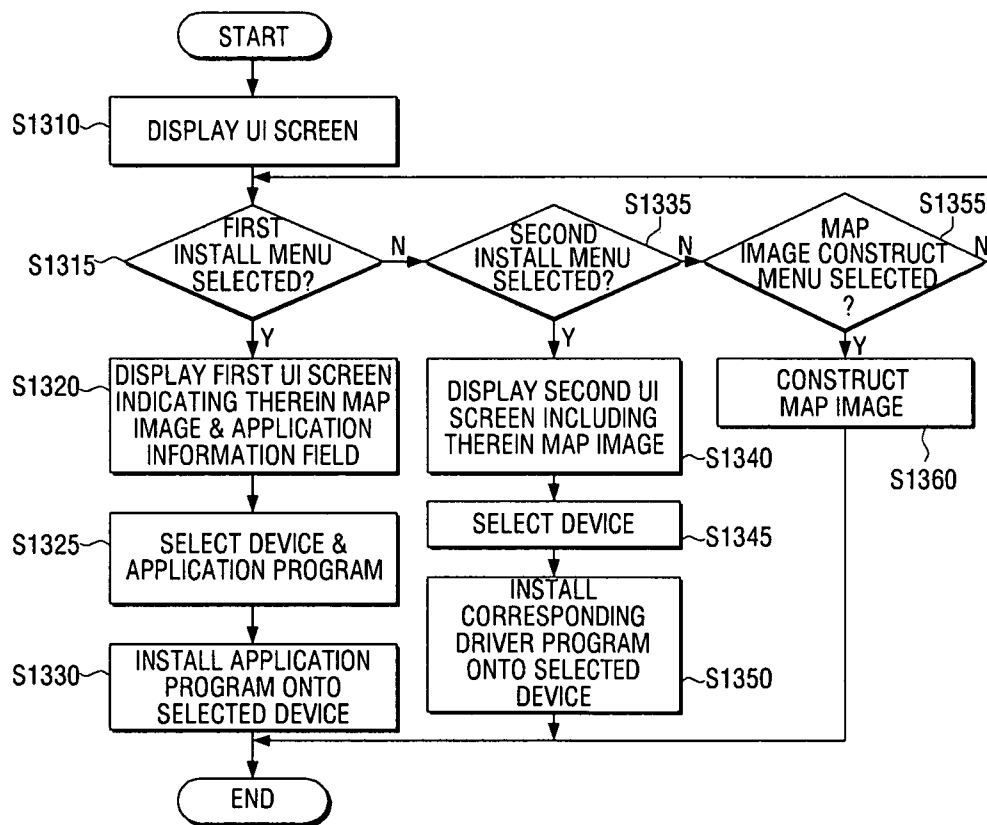 START
S1310
DISPLAY UI SCREEN
S1315
FIRST
INSTALL MENU
SELECTED?
N
Y
S1335
SECOND
INSTALL MENU
SELECTED?
N
Y
S1355
MAP
IMAGE CONSTRUCT
MENU SELECTED
?
N
Y
S1320
DISPLAY FIRST UI SCREEN
INDICATING THEREIN MAP
IMAGE & APPLICATION
INFORMATION FIELD
DISPLAY SECOND UI
SCREEN INCLUDING
THEREIN MAP IMAGE
S1340
CONSTRUCT
MAP IMAGE
S1360
S1325
SELECT DEVICE &
APPLICATION PROGRAM
SELECT DEVICE
S1345
S1330
INSTALL APPLICATION
PROGRAM ONTO
SELECTED DEVICE
INSTALL
CORRESPONDING
DRIVER PROGRAM
ONTO SELECTED
DEVICE
S1350
END